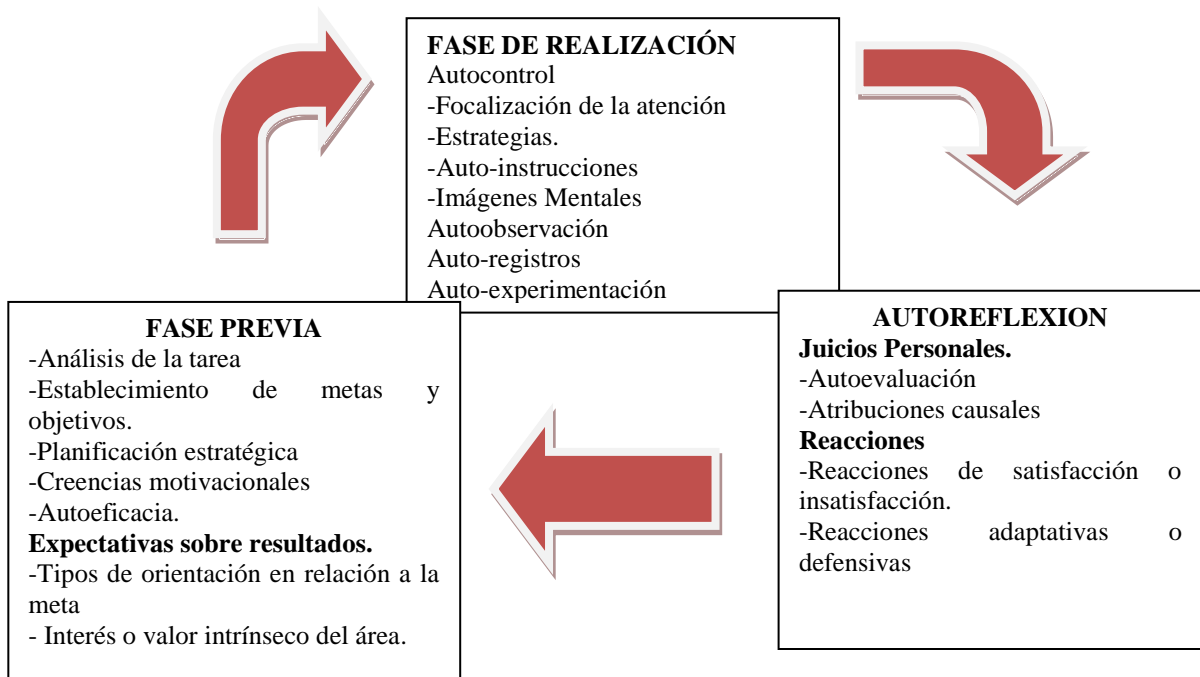 FASE DE REALIZACIÓN
Autocontrol
-Focalización de la atención
-Estrategias.
-Auto-instrucciones
-Imágenes Mentales
Autoobservación
Auto-registros
Auto-experimentación
FASE PREVIA
-Análisis de la tarea
-Establecimiento de metas y
objetivos.
-Planificación estratégica
-Creencias motivacionales
-Autoeficacia.
Expectativas sobre resultados.
-Tipos de orientación en relación a la
meta
- Interés o valor intrínseco del área.
AUTOREFLEXION
Juicios Personales.
-Autoevaluación
-Atribuciones causales
Reacciones
-Reacciones de satisfacción o
insatisfacción.
-Reacciones adaptativas o
defensivas